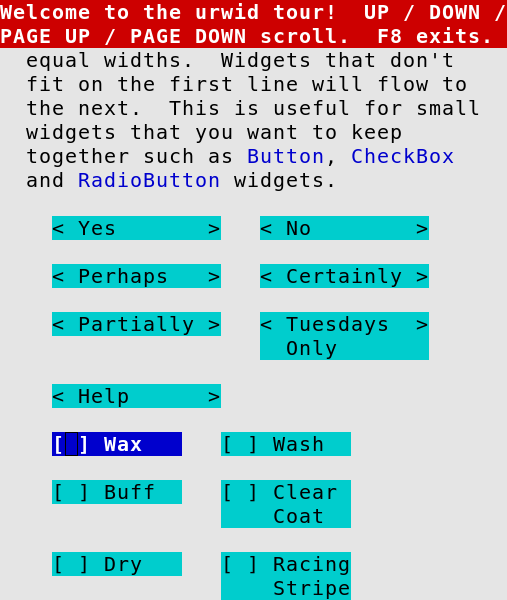 Welcome to the urwid tour!  UP / DOWN /
PAGE UP / PAGE DOWN scroll.  F8 exits.
equal widths.  Widgets that don't
fit on the first line will flow to
the next.  This is useful for small
widgets that you want to keep
together such as Button, CheckBox
and RadioButton widgets.
< Yes       >   < No        >
< Perhaps   >   < Certainly >
< Partially >   < Tuesdays  >
Only
< Help      >
[ ] Wax   [ ] Wash
[ ] Buff   [ ] Clear
Coat
[ ] Dry   [ ] Racing
Stripe